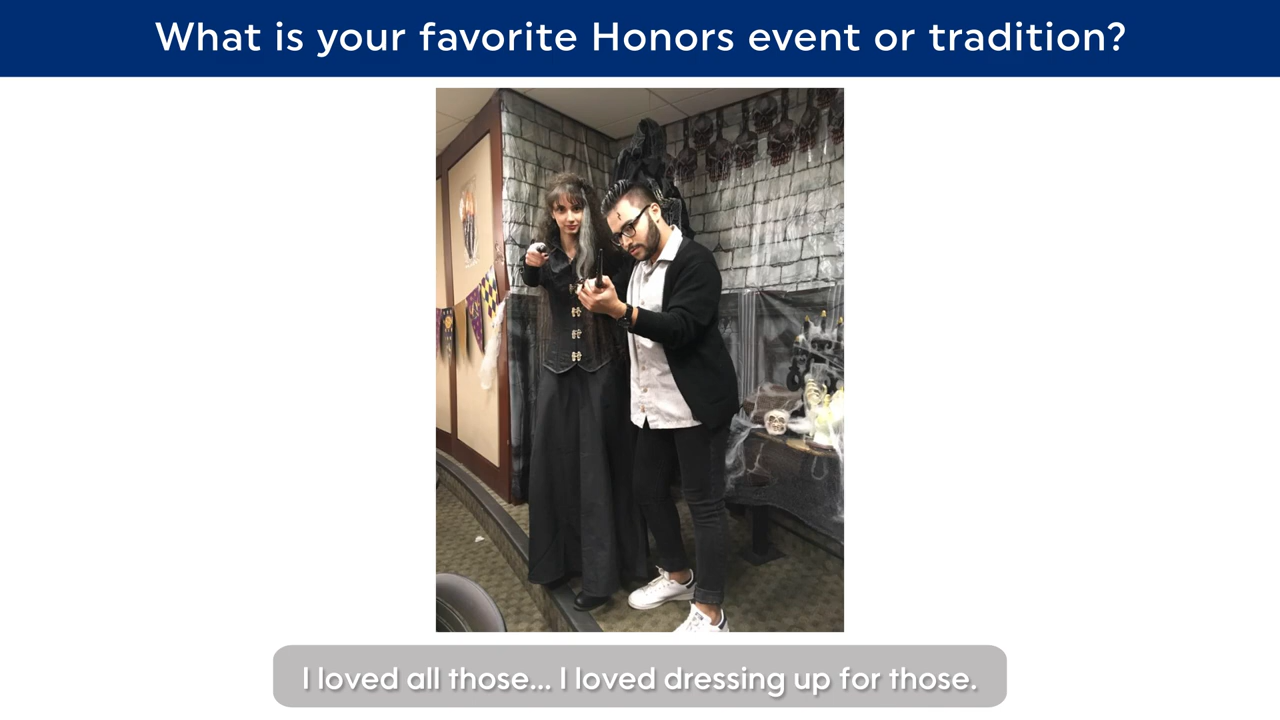 What is your favorite Honors event or tradition?
I loved all those... I loved dressing up for those.